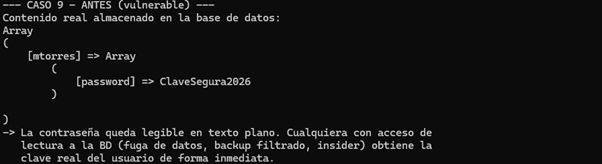 --- CASO 9 - ANTES (vulnerable) ---
Contenido real almacenado en la base de datos:
Array
(
    [mtorres] => Array
        (
            [password] => ClaveSegura2026
        )

)
-> La contraseña queda legible en texto plano. Cualquiera con acceso de
   lectura a la BD (fuga de datos, backup filtrado, insider) obtiene la
   clave real del usuario de forma inmediata.